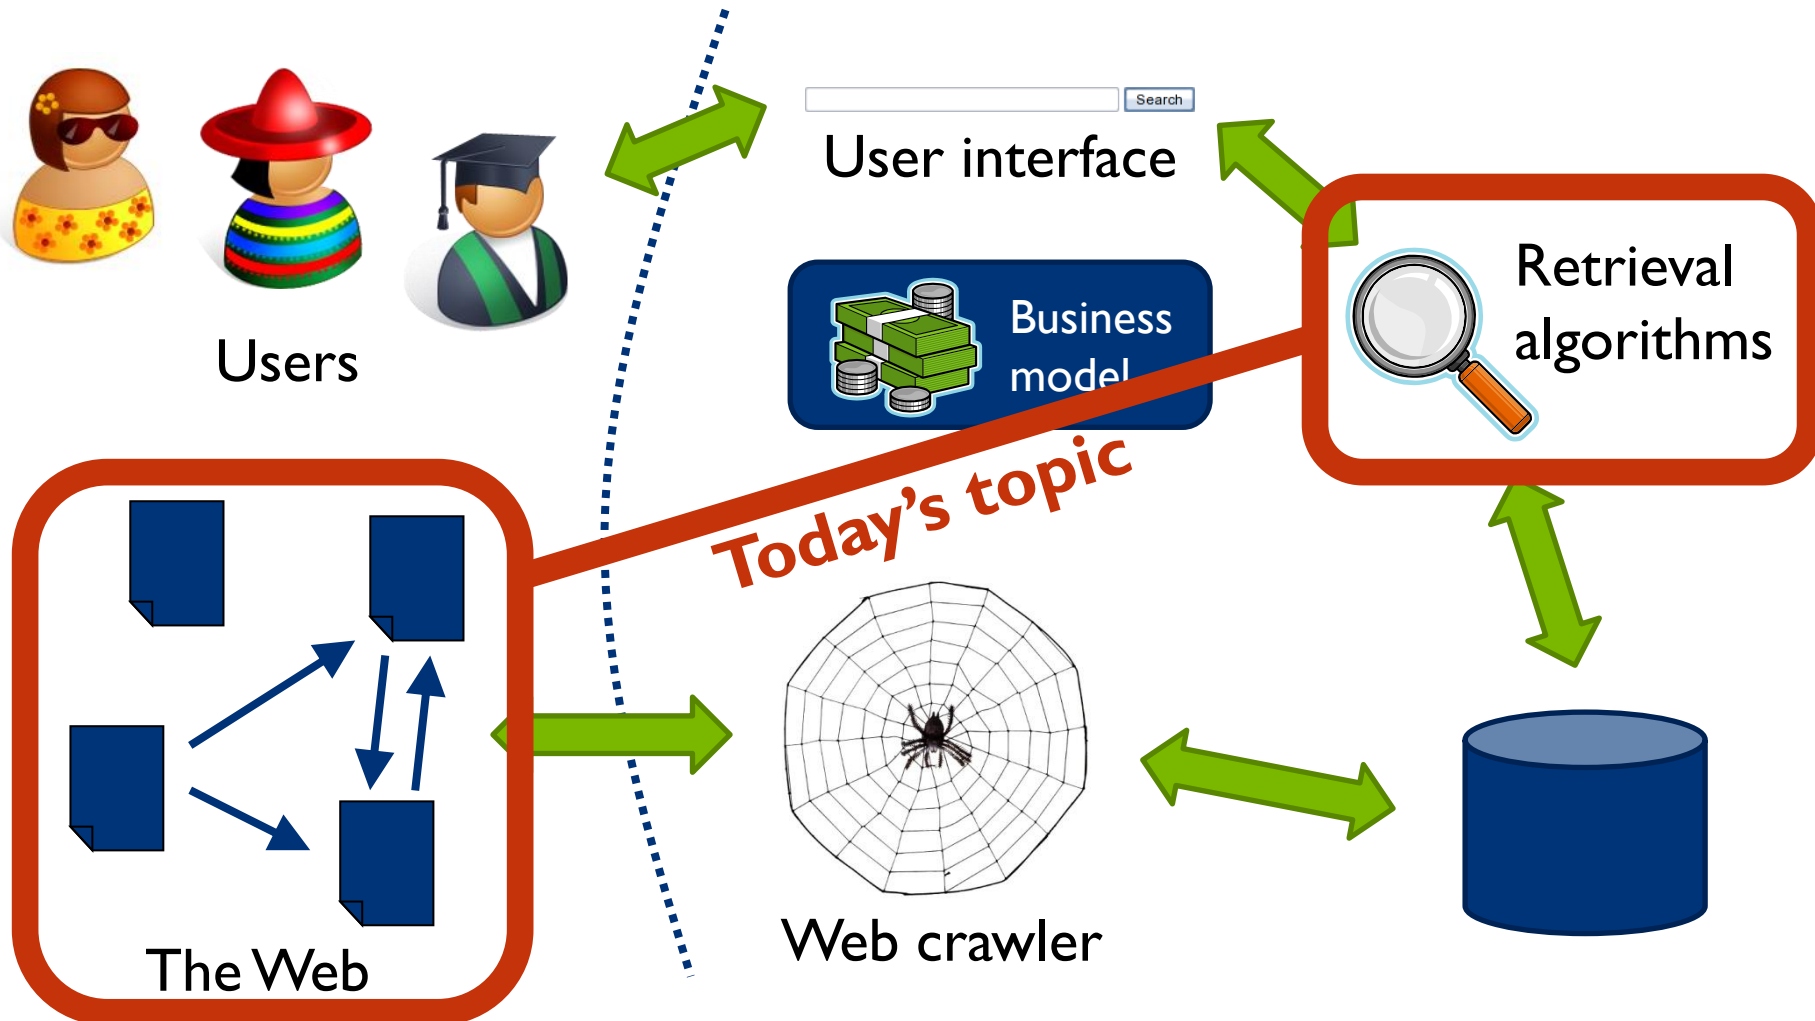 Search
User interface
Users
Business
model
Retrieval
algorithms
Today's topic
The Web
Web crawler